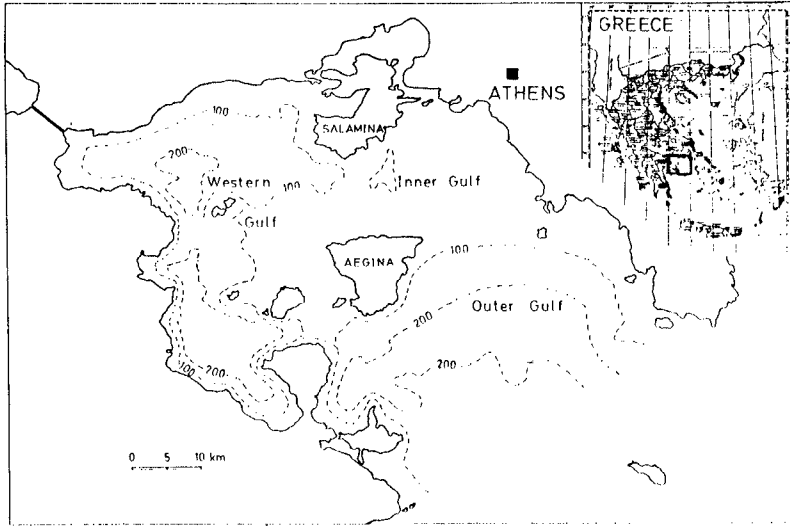 GREECE
ATHENS
100
SALAMINA
200
Western
100
Inner Gulf
Gulf
AEGINA
100
Outer Gulf
200
200
100
200
0 5 10 km